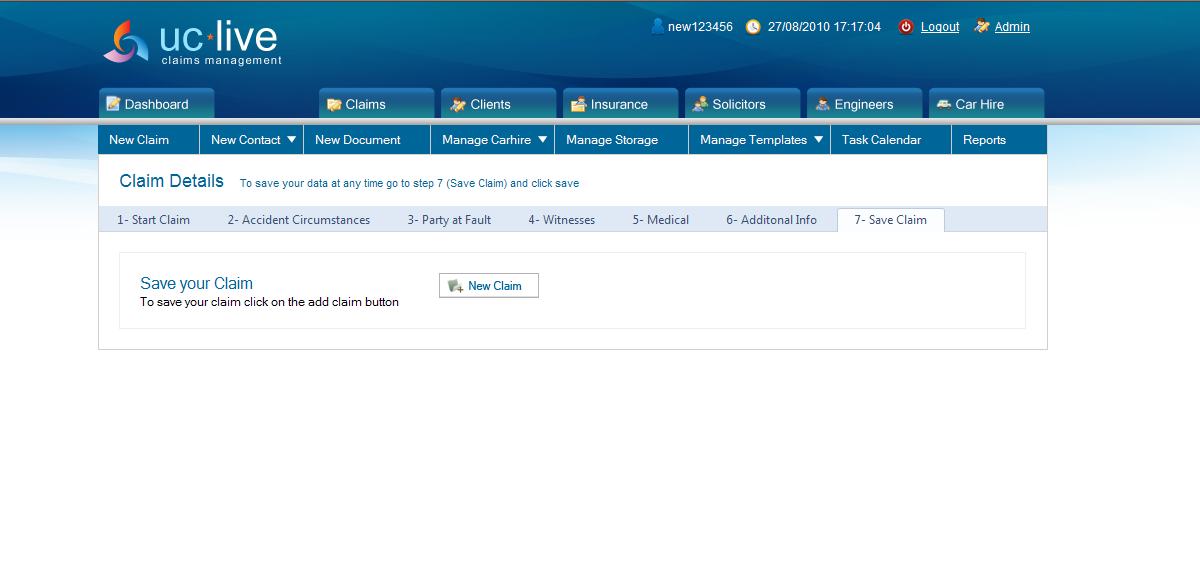 uc live
claims management
new123456 27/08/2010 17:17:04 Logout Admin
Dashboard Claims Clients Insurance Solicitors Engineers Car Hire
New Claim New Contact New Document Manage Carhire Manage Storage Manage Templates Task Calendar Reports
Claim Details To save your data at any time go to step 7 (Save Claim) and click save
1- Start Claim 2- Accident Circumstances 3- Party at Fault 4- Witnesses 5- Medical 6- Additonal Info 7- Save Claim
Save your Claim New Claim
To save your claim click on the add claim button